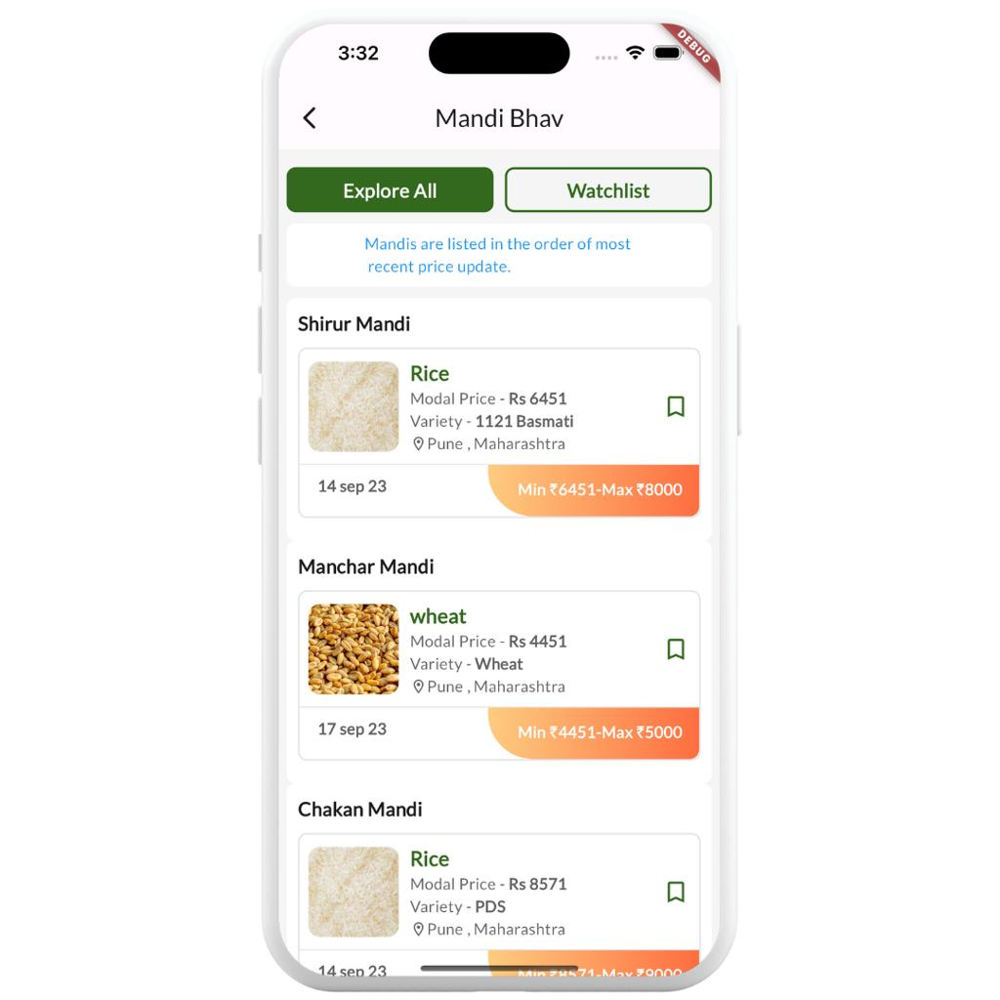 3:32
DEBUG
Mandi Bhav
Explore All
Watchlist
Mandis are listed in the order of most
recent price update.
Shirur Mandi
Rice
Modal Price - Rs 6451
Variety - 1121 Basmati
Pune , Maharashtra
14 sep 23
Min ₹6451-Max ₹8000
Manchar Mandi
wheat
Modal Price - Rs 4451
Variety - Wheat
Pune , Maharashtra
17 sep 23
Min ₹4451-Max ₹5000
Chakan Mandi
Rice
Modal Price - Rs 8571
Variety - PDS
Pune , Maharashtra
14 sep 23
Min ₹8571-Max ₹9000